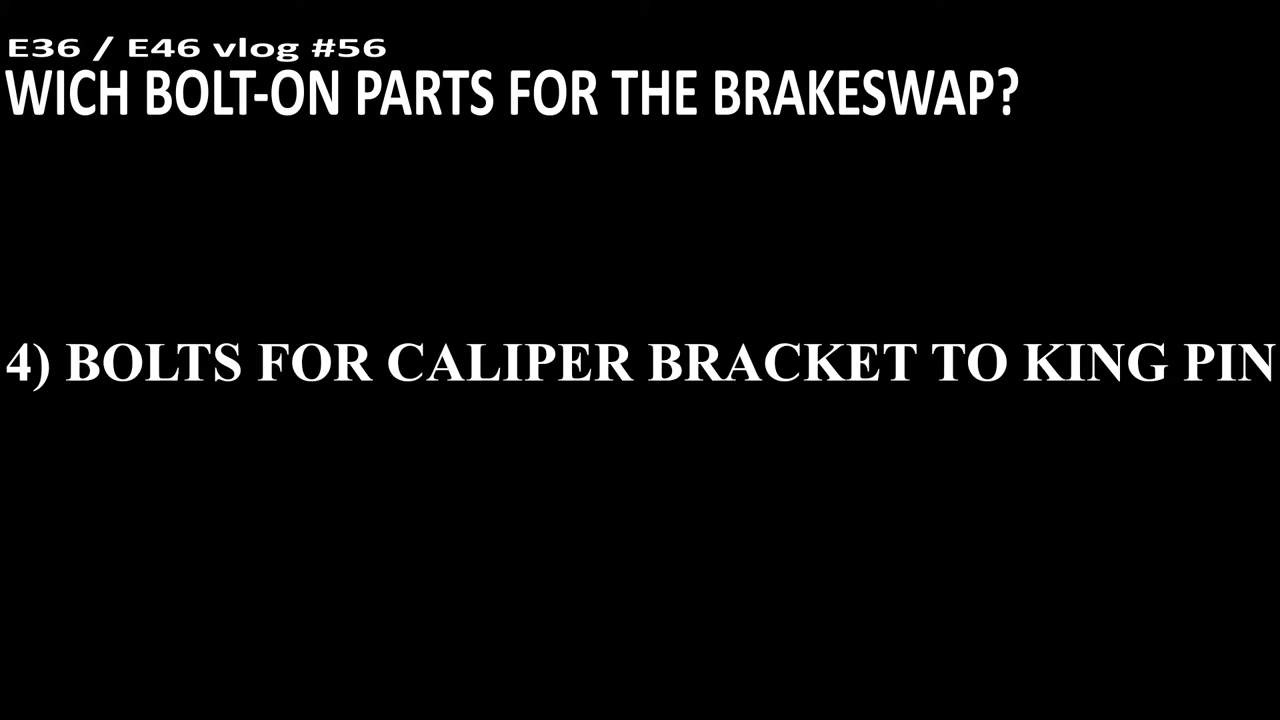 E36 / E46 vlog #56
WICH BOLT-ON PARTS FOR THE BRAKESWAP?
4) BOLTS FOR CALIPER BRACKET TO KING PIN